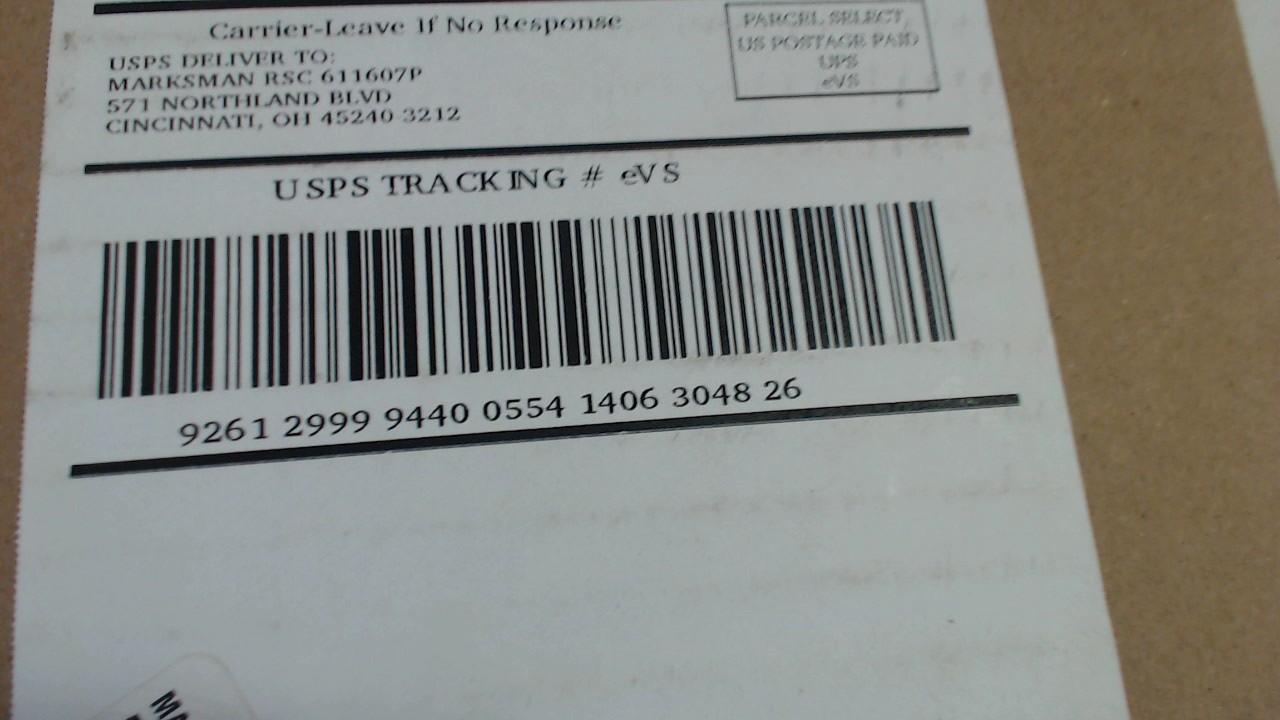 Carrier-Leave If No Response
PARCEL SELECT
US POSTAGE PAID
UPS
eVS
USPS DELIVER TO:
MARKSMAN RSC 611607P
571 NORTHLAND BLVD
CINCINNATI, OH 45240-3212
USPS TRACKING # eVS
9261 2999 9440 0554 1406 3048 26